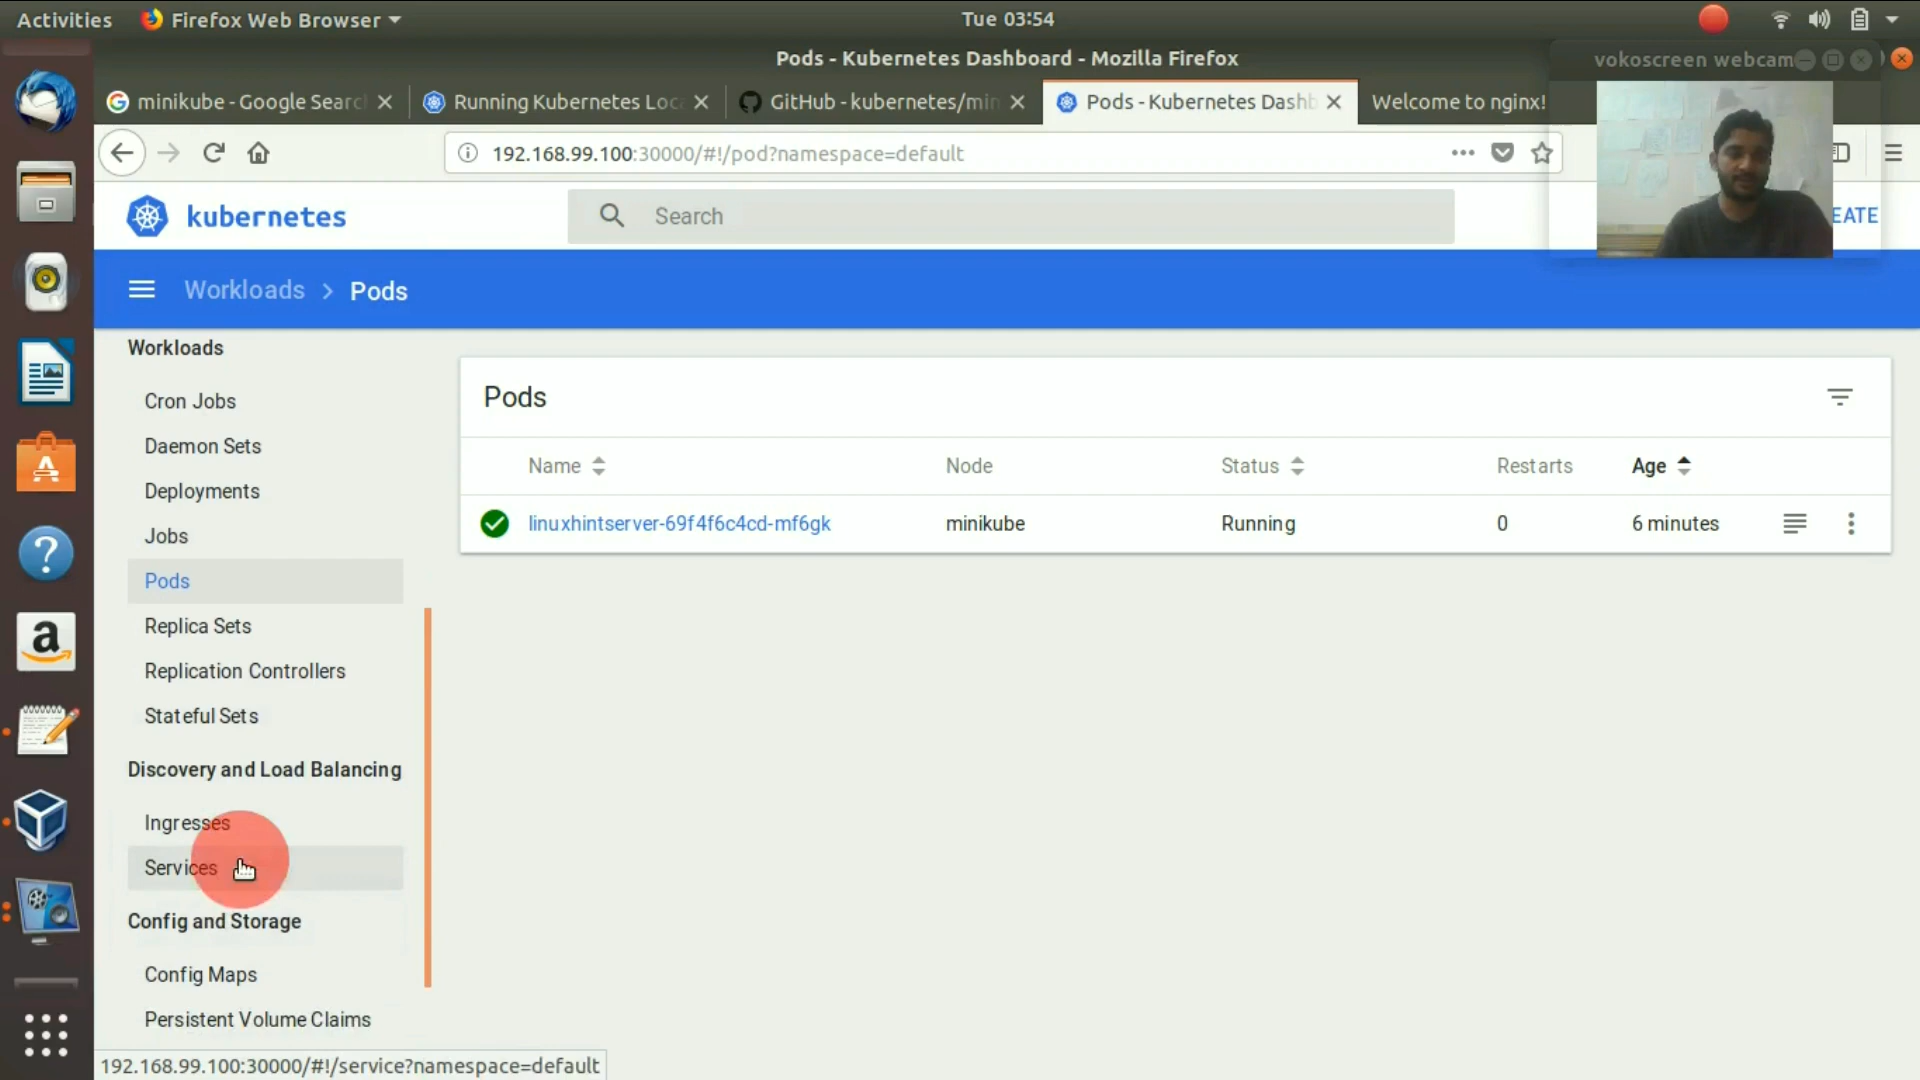 Activities
Firefox Web Browser
Tue 03:54
Pods - Kubernetes Dashboard - Mozilla Firefox
vokoscreen webcam
minikube - Google Searc
Running Kubernetes Loc
GitHub - kubernetes/min
Pods - Kubernetes Dashb
Welcome to nginx!
192.168.99.100:30000/#!/pod?namespace=default
kubernetes
Search
EATE
Workloads > Pods
Workloads
Cron Jobs
Daemon Sets
Deployments
Jobs
Pods
Replica Sets
Replication Controllers
Stateful Sets
Discovery and Load Balancing
Ingresses
Services
Config and Storage
Config Maps
Persistent Volume Claims
Pods
Name Node Status Restarts Age
linuxhintserver-69f4f6c4cd-mf6gk minikube Running 0 6 minutes
192.168.99.100:30000/#!/service?namespace=default